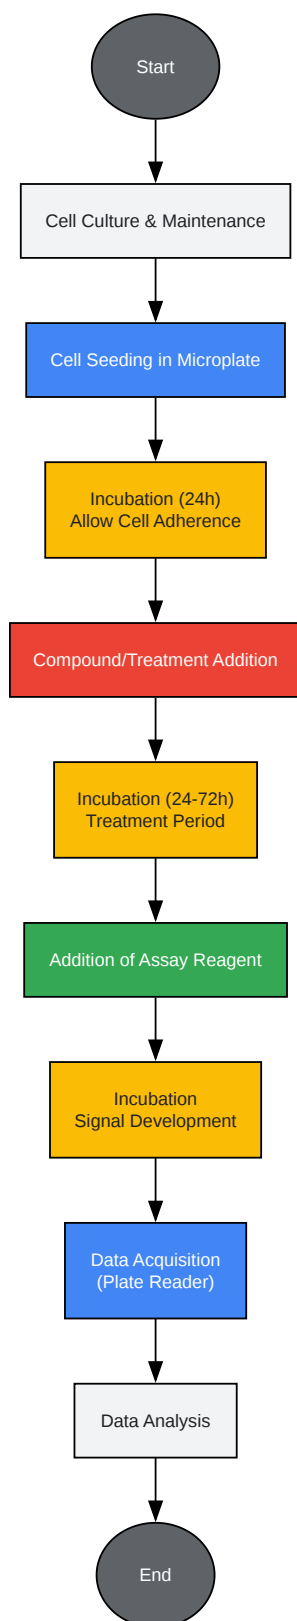 Start
Cell Culture & Maintenance
Cell Seeding in Microplate
Incubation (24h)
Allow Cell Adherence
Compound/Treatment Addition
Incubation (24-72h)
Treatment Period
Addition of Assay Reagent
Incubation
Signal Development
Data Acquisition
(Plate Reader)
Data Analysis
End